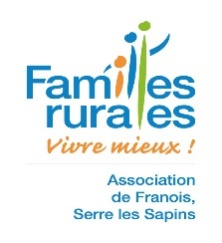 Familles
rurales
Vivre mieux !
Association
de Franois,
Serre les Sapins